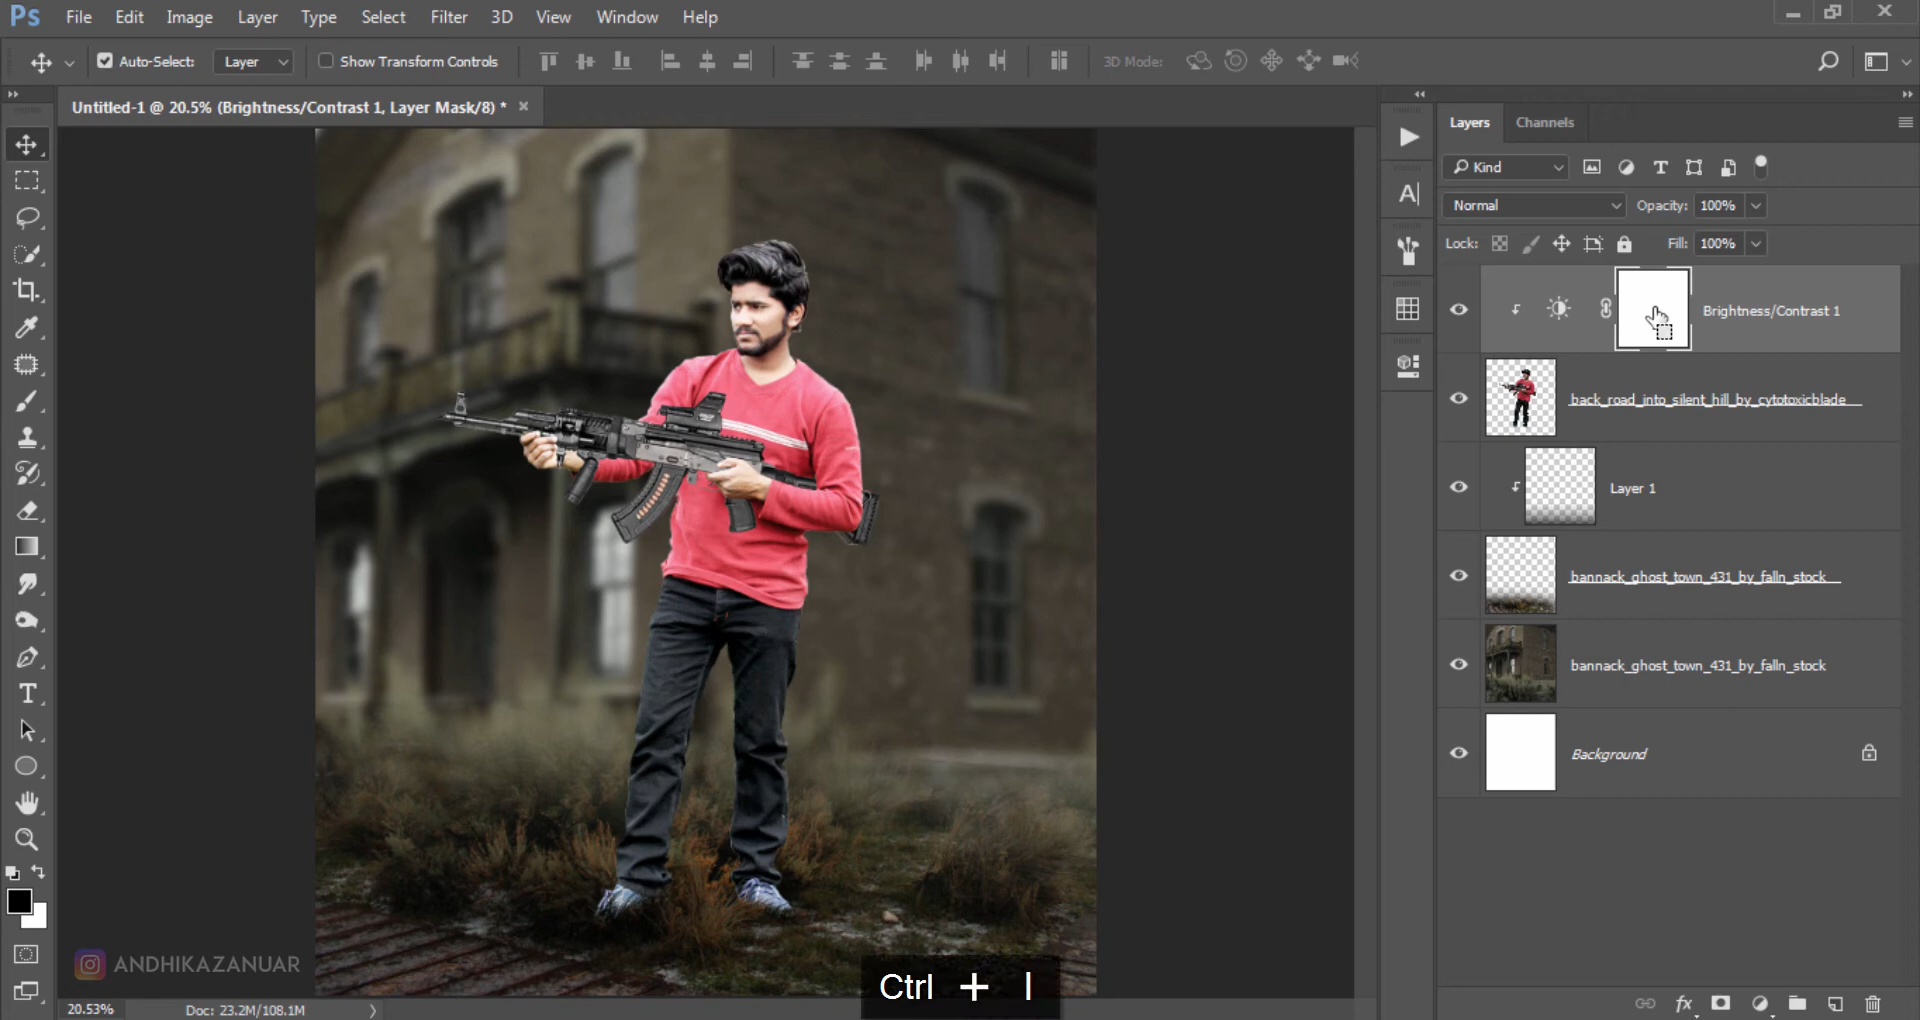 Ps File Edit Image Layer Type Select Filter 3D View Window Help
Auto-Select: Layer Show Transform Controls 3D Mode:
Untitled-1 @ 20.5% (Brightness/Contrast 1, Layer Mask/8) *
Layers Channels
Kind
Normal Opacity: 100%
Lock: Fill: 100%
Brightness/Contrast 1
back_road_into_silent_hill_by_cytotoxicblade
Layer 1
bannack_ghost_town_431_by_falln_stock
bannack_ghost_town_431_by_falln_stock
Background
ANDHIKAZANUAR
Ctrl + I
20.53% Doc: 23.2M/108.1M
fx